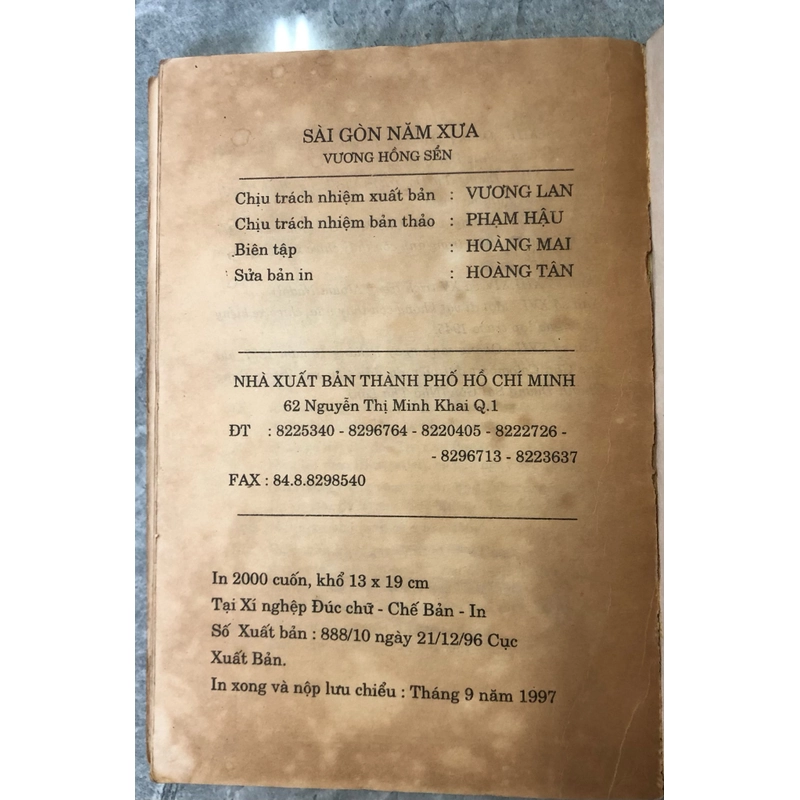 SÀI GÒN NĂM XƯA
VƯƠNG HỒNG SỂN
Chịu trách nhiệm xuất bản : VƯƠNG LAN
Chịu trách nhiệm bản thảo : PHẠM HẬU
Biên tập : HOÀNG MAI
Sửa bản in : HOÀNG TÂN
NHÀ XUẤT BẢN THÀNH PHỐ HỒ CHÍ MINH
62 Nguyễn Thị Minh Khai Q.1
ĐT : 8225340 - 8296764 - 8220405 - 8222726 -
- 8296713 - 8223637
FAX : 84.8.8298540
In 2000 cuốn, khổ 13 x 19 cm
Tại Xí nghệp Đúc chữ - Chế Bản - In
Số Xuất bản : 888/10 ngày 21/12/96 Cục
Xuất Bản.
In xong và nộp lưu chiểu : Tháng 9 năm 1997